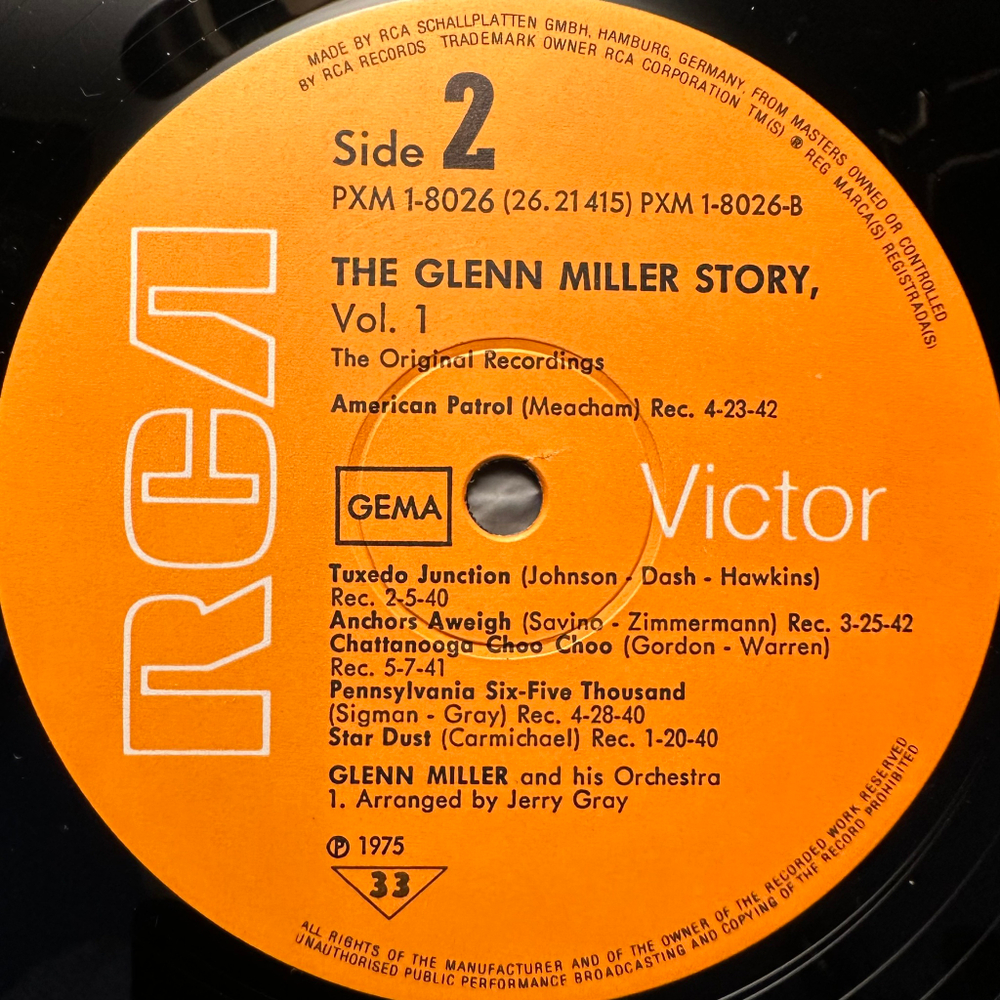 MADE BY RCA SCHALLPLATTEN GMBH, HAMBURG, GERMANY, FROM MASTERS OWNED OR CONTROLLED
BY RCA RECORDS TRADEMARK OWNER RCA CORPORATION TM(S) ® REG MARCA(S) REGISTRADA(S)
Side 2
PXM 1-8026 (26.21415) PXM 1-8026-B
THE GLENN MILLER STORY,
Vol. 1
The Original Recordings
American Patrol (Meacham) Rec. 4-23-42
RCA
GEMA
Victor
Tuxedo Junction (Johnson - Dash - Hawkins)
Rec. 2-5-40
Anchors Aweigh (Savino - Zimmermann) Rec. 3-25-42
Chattanooga Choo Choo (Gordon - Warren)
Rec. 5-7-41
Pennsylvania Six-Five Thousand
(Sigman - Gray) Rec. 4-28-40
Star Dust (Carmichael) Rec. 1-20-40
GLENN MILLER and his Orchestra
1. Arranged by Jerry Gray
℗ 1975
33
ALL RIGHTS OF THE MANUFACTURER AND OF THE OWNER OF THE RECORDED WORK RESERVED
UNAUTHORISED PUBLIC PERFORMANCE BROADCASTING AND COPYING OF THE RECORD PROHIBITED